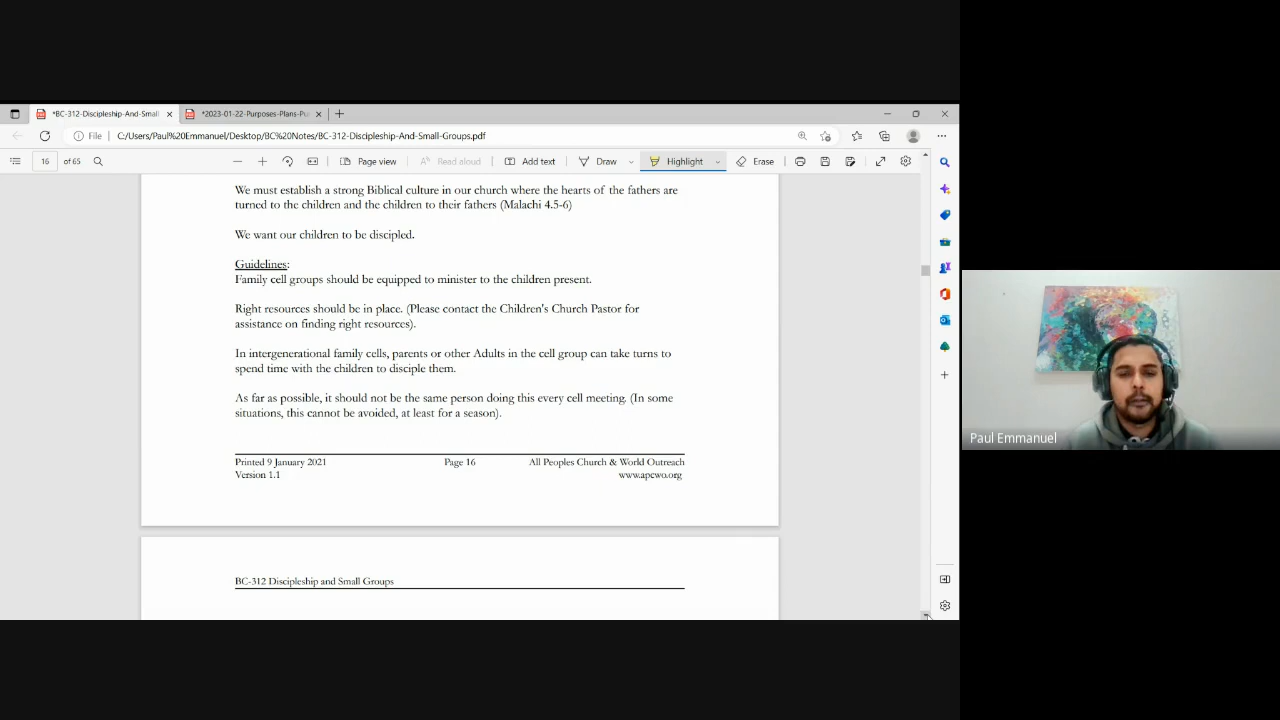 *BC-312-Discipleship-And-Small
*2023-01-22-Purposes-Plans-Pu
File
C:/Users/Paul%20Emmanuel/Desktop/BC%20Notes/BC-312-Discipleship-And-Small-Groups.pdf
16 of 65
Page view
Read aloud
Add text
Draw
Highlight
Erase
We must establish a strong Biblical culture in our church where the hearts of the fathers are
turned to the children and the children to their fathers (Malachi 4.5-6)
We want our children to be discipled.
Guidelines:
Family cell groups should be equipped to minister to the children present.
Right resources should be in place. (Please contact the Children's Church Pastor for
assistance on finding right resources).
In intergenerational family cells, parents or other Adults in the cell group can take turns to
spend time with the children to disciple them.
As far as possible, it should not be the same person doing this every cell meeting. (In some
situations, this cannot be avoided, at least for a season).
Printed 9 January 2021 Page 16 All Peoples Church & World Outreach
Version 1.1 www.apcwo.org
BC-312 Discipleship and Small Groups
Paul Emmanuel